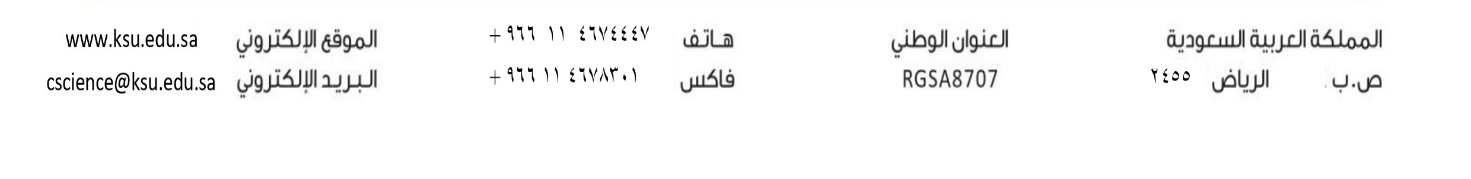 المملكة العربية السعودية العنوان الوطني هاتف +٩٦٦ ١١ ٤٦٧٤٤٤٧ الموقع الإلكتروني www.ksu.edu.sa
ص.ب الرياض ٢٤٥٥ RGSA8707 فاكس +٩٦٦ ١١ ٤٦٧٨٣٠١ البريد الإلكتروني cscience@ksu.edu.sa